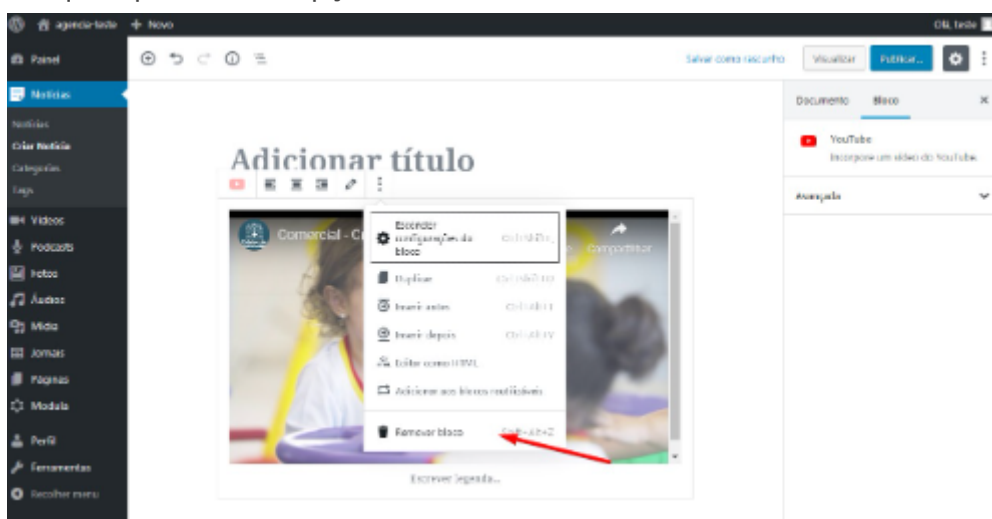 agencia-teste + Novo
Olá, teste
Painel
Salvar como rascunho
Visualizar
Publicar...
Notícias
Notícias
Criar Notícia
Categorias
Tags
Vídeos
Podcasts
Fotos
Áudios
Mídia
Jornais
Páginas
Modula
Perfil
Ferramentas
Recolher menu
Adicionar título
Comercial - C
Compartilhar
Esconder
configurações do
bloco
Duplicar
Inserir antes
Inserir depois
Editar como HTML
Adicionar aos blocos reutilizáveis
Remover bloco
Shift+Alt+Z
Escrever legenda...
Documento
Bloco
YouTube
Incorpore um vídeo do YouTube.
Avançado